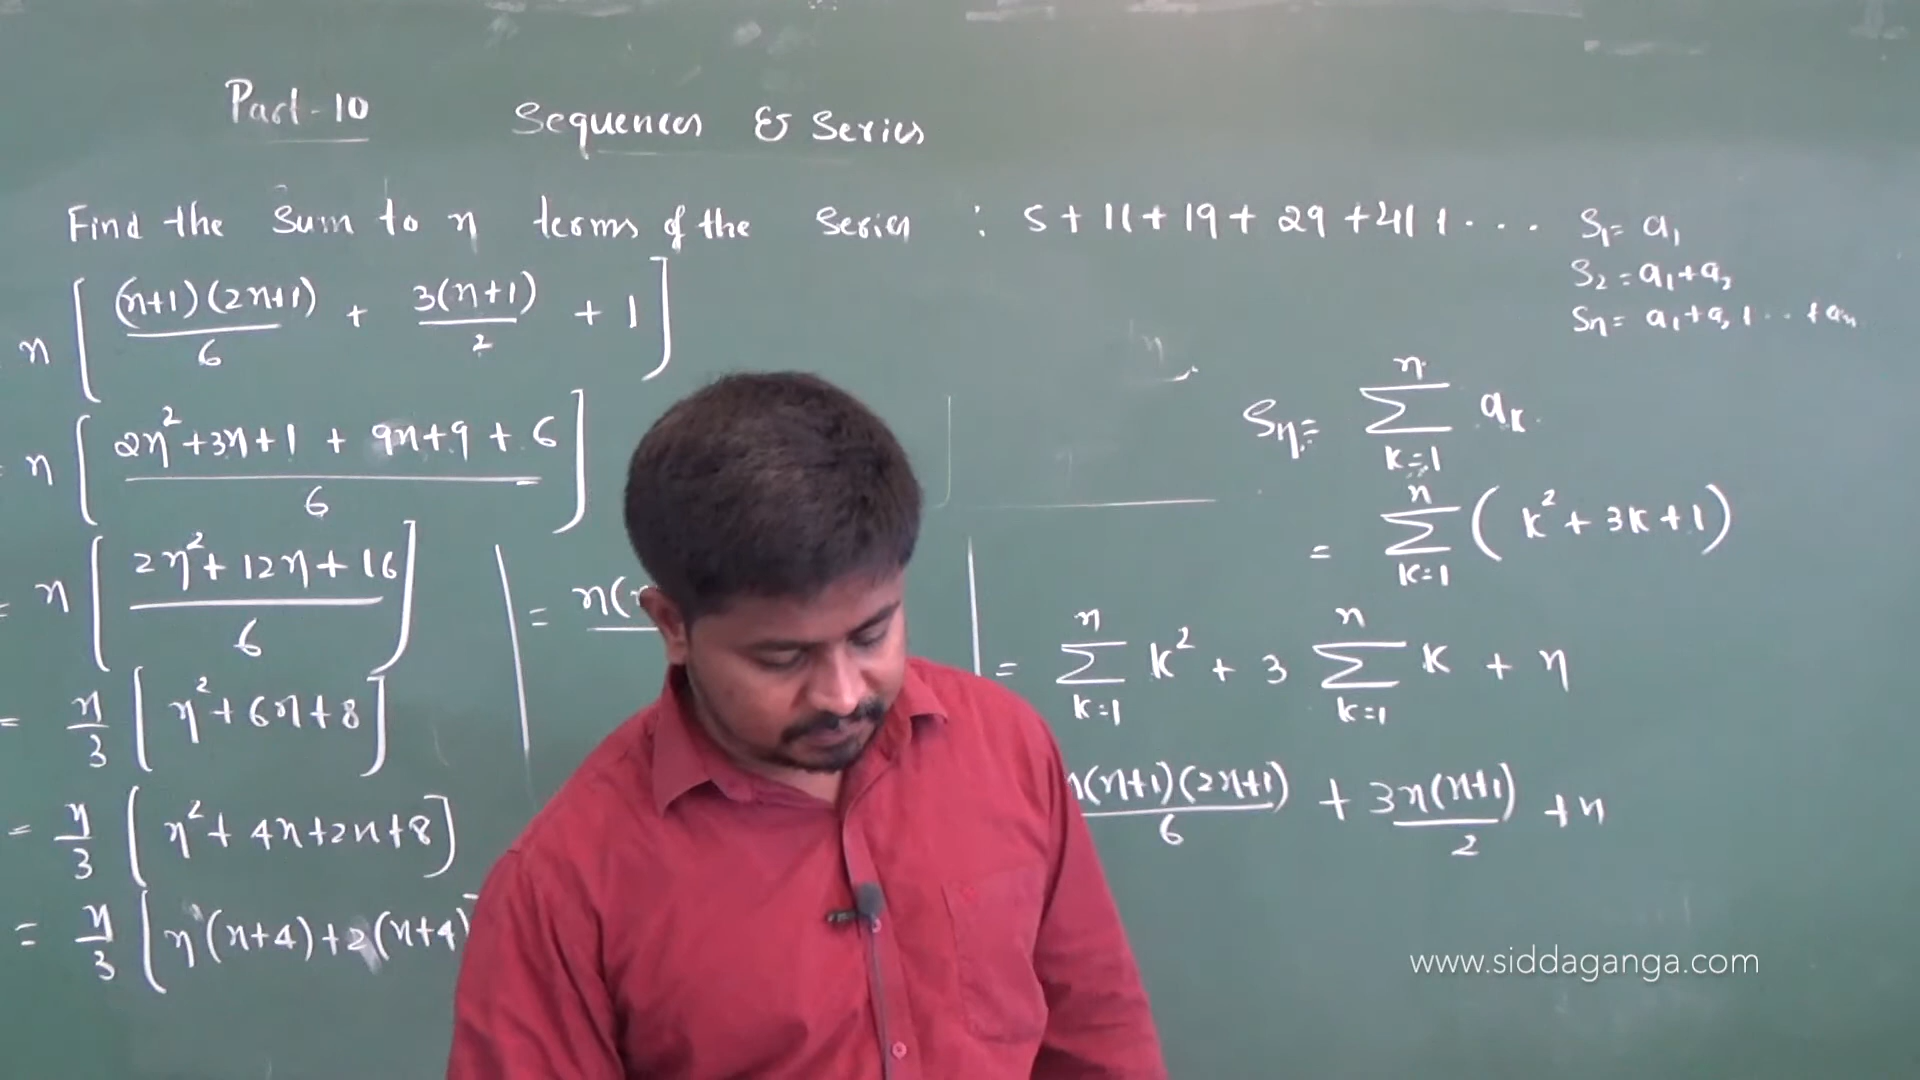 Part-10
Sequences & Series
Find the Sum to n terms of the series : 5 + 11 + 19 + 29 + 41 + ...
S₁ = a₁
S₂ = a₁ + a₂
Sn = a₁ + a₂ + ... + an
n [ (n+1)(2n+1)/6 + 3(n+1)/2 + 1 ]
n [ (2n² + 3n + 1 + 9n + 9 + 6)/6 ]
= n [ (2n² + 12n + 16)/6 ]
= n/3 [ n² + 6n + 8 ]
= n/3 [ n² + 4n + 2n + 8 ]
= n/3 [ n(n+4) + 2(n+4)
= n(
Sn = Σ_{k=1}^{n} ak
= Σ_{k=1}^{n} ( k² + 3k + 1 )
= Σ_{k=1}^{n} k² + 3 Σ_{k=1}^{n} k + n
n(n+1)(2n+1)/6 + 3n(n+1)/2 + n
www.siddaganga.com